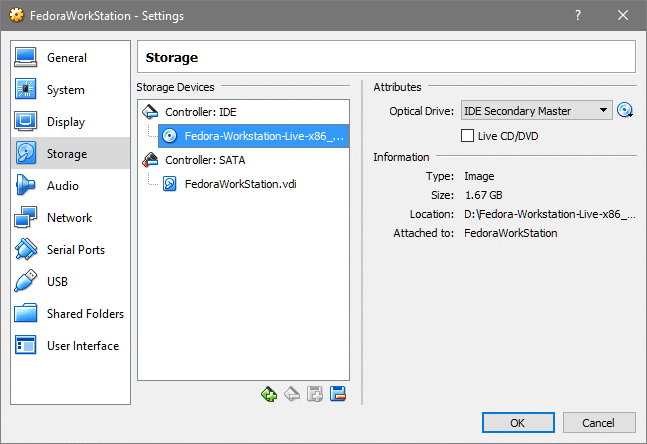 FedoraWorkStation - Settings
?
General
System
Display
Storage
Audio
Network
Serial Ports
USB
Shared Folders
User Interface
Storage
Storage Devices
Controller: IDE
Fedora-Workstation-Live-x86_...
Controller: SATA
FedoraWorkStation.vdi
Attributes
Optical Drive: IDE Secondary Master
Live CD/DVD
Information
Type: Image
Size: 1.67 GB
Location: D:\Fedora-Workstation-Live-x86_...
Attached to: FedoraWorkStation
OK
Cancel